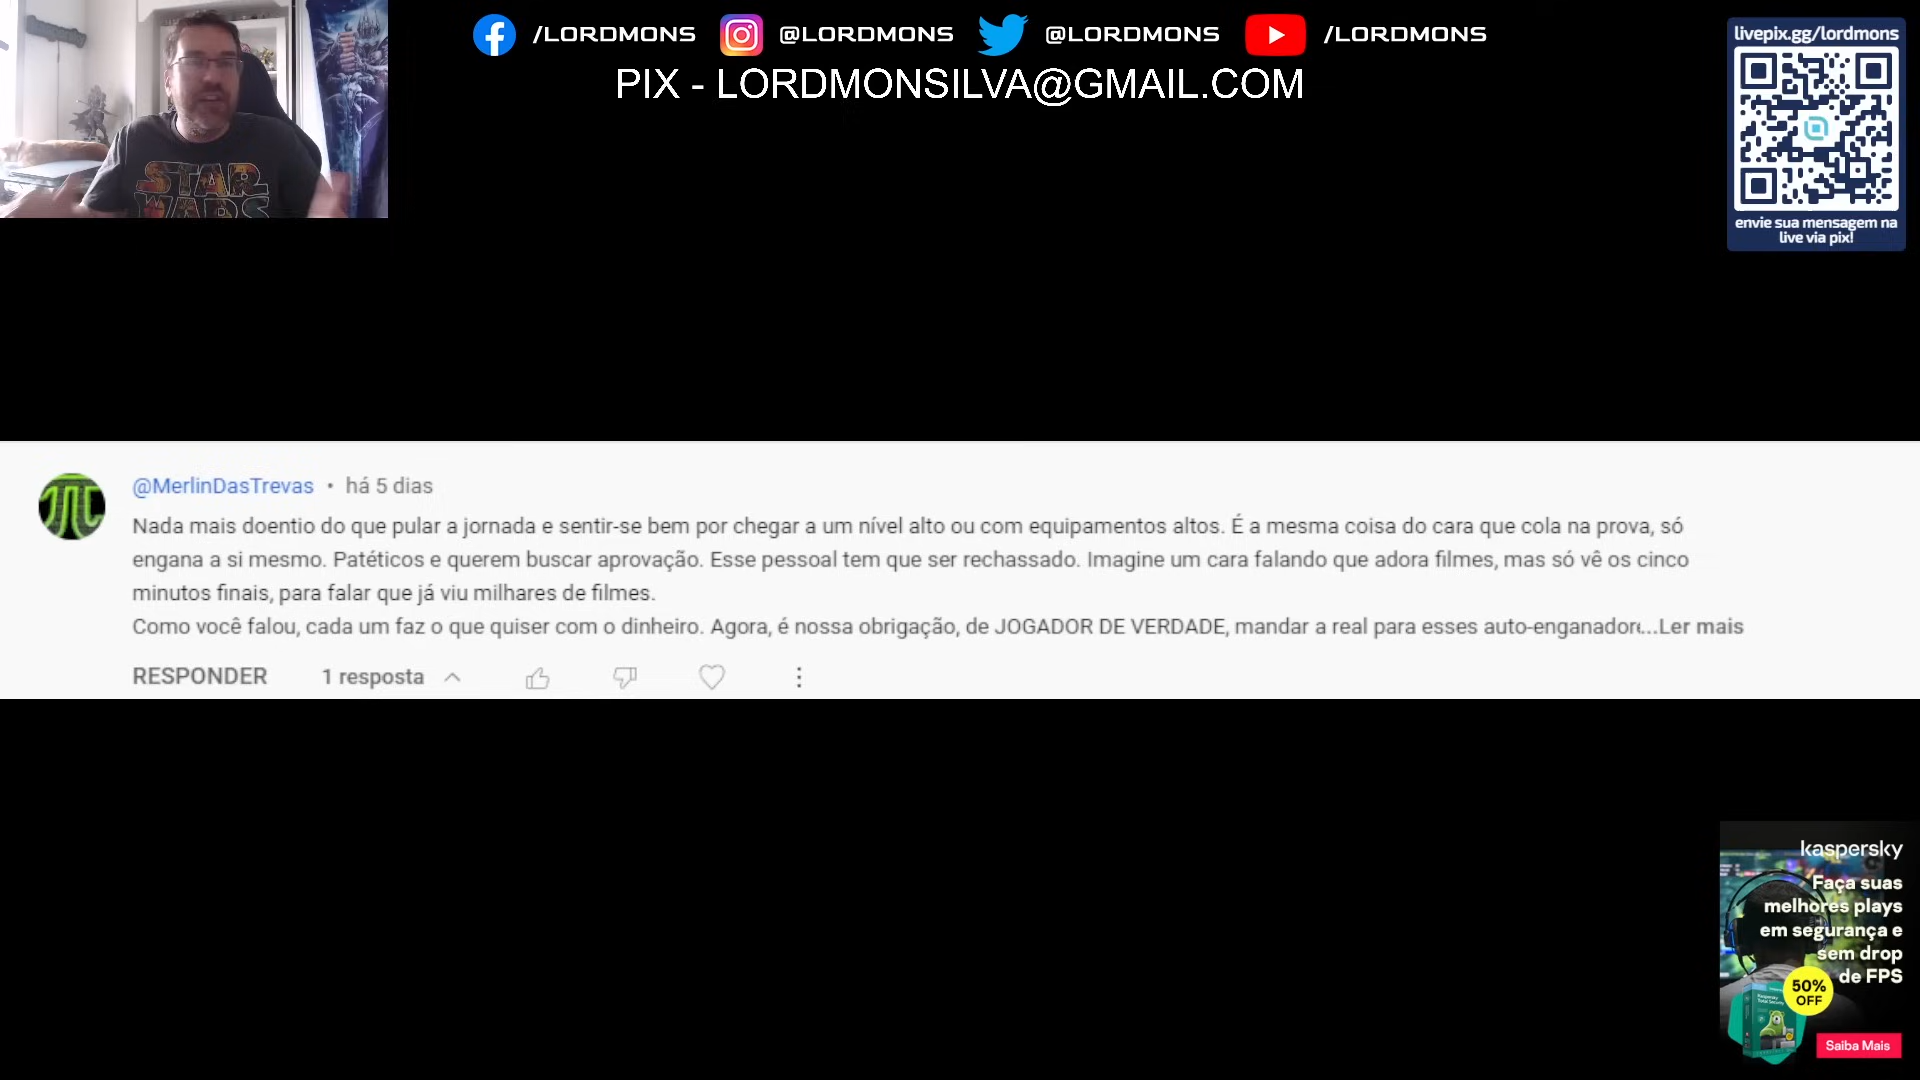 /LORDMONS @LORDMONS @LORDMONS /LORDMONS
PIX - LORDMONSILVA@GMAIL.COM
livepix.gg/lordmons
envie sua mensagem na
live via pix!
STAR
WARS
@MerlinDasTrevas • há 5 dias
Nada mais doentio do que pular a jornada e sentir-se bem por chegar a um nível alto ou com equipamentos altos. É a mesma coisa do cara que cola na prova, só
engana a si mesmo. Patéticos e querem buscar aprovação. Esse pessoal tem que ser rechassado. Imagine um cara falando que adora filmes, mas só vê os cinco
minutos finais, para falar que já viu milhares de filmes.
Como você falou, cada um faz o que quiser com o dinheiro. Agora, é nossa obrigação, de JOGADOR DE VERDADE, mandar a real para esses auto-enganador...Ler mais
RESPONDER 1 resposta
kaspersky
Faça suas
melhores plays
em segurança e
sem drop
de FPS
50%
OFF
Saiba Mais